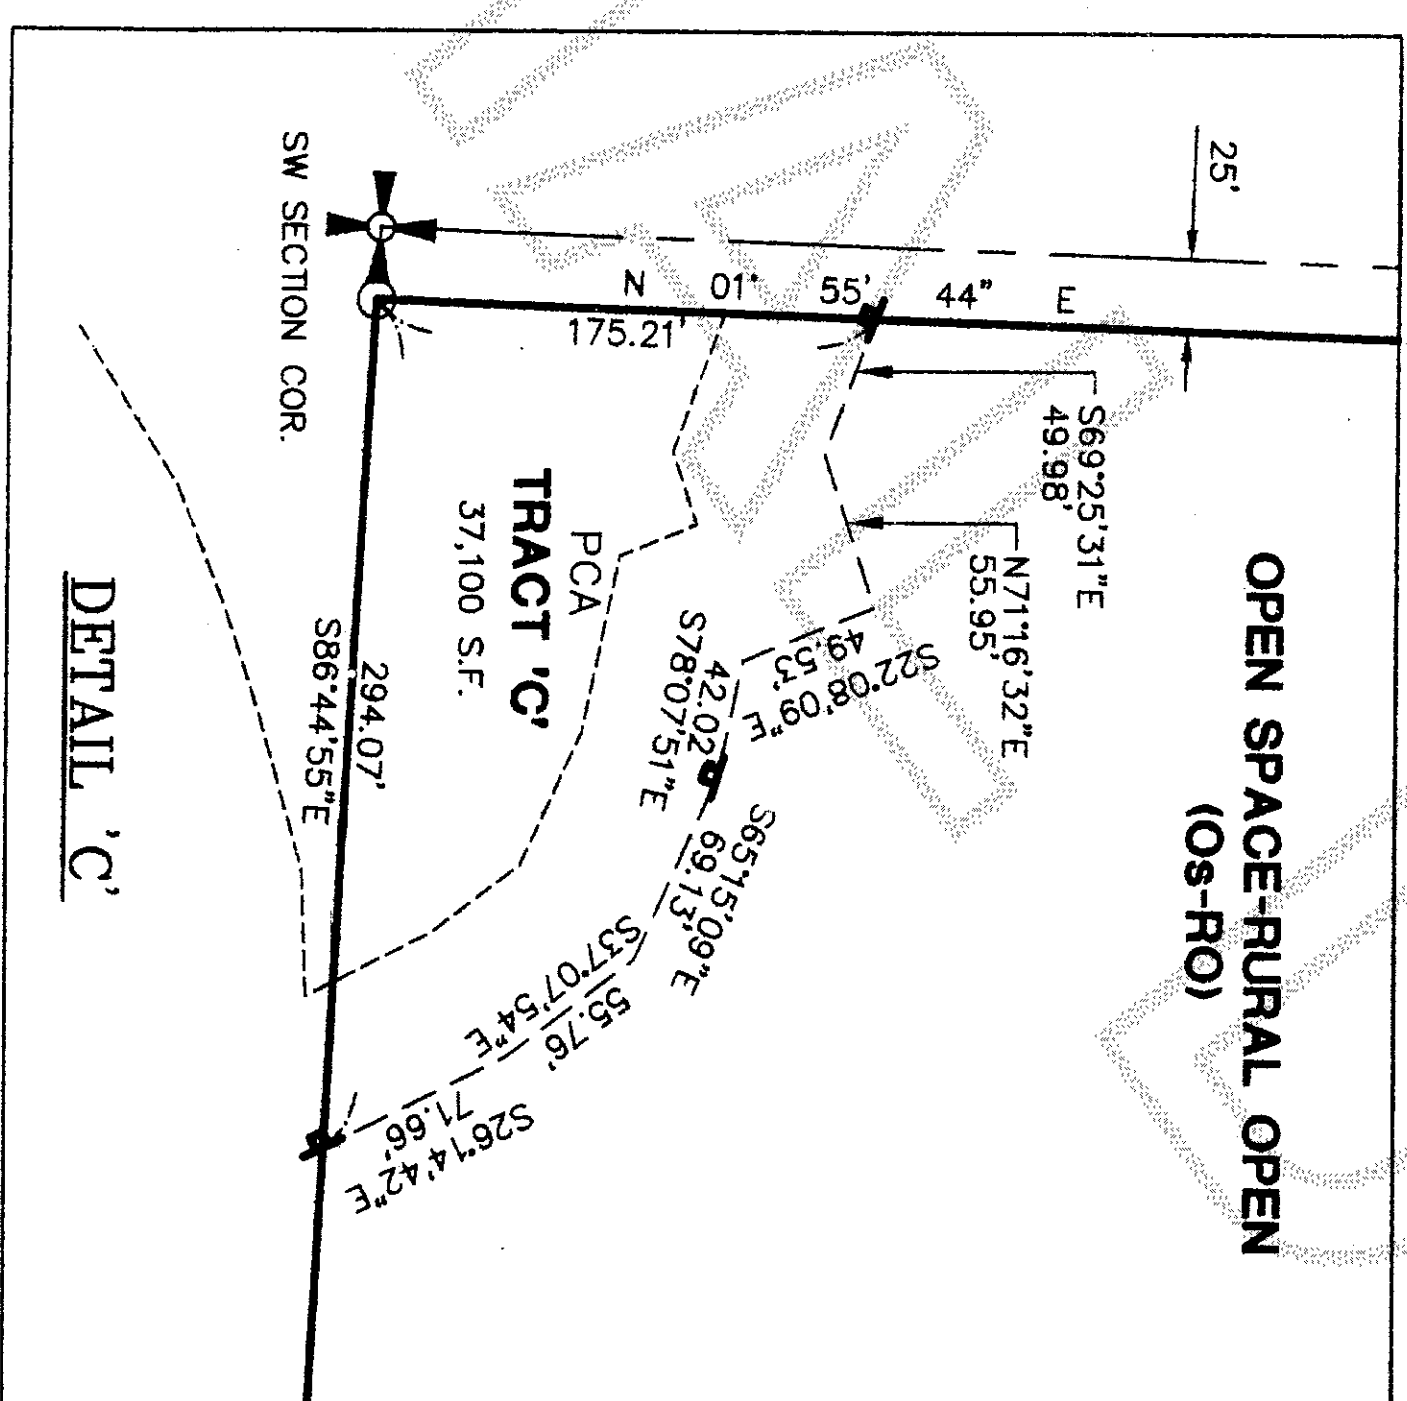 25'
OPEN SPACE-RURAL OPEN
(Os-RO)
S69°25'31"E
49.98'
N71°16'32"E
55.95'
N 01° 55' 44" E
175.21'
S22°08'09"E
49.53'
42.02'
S78°07'51"E
S65°15'09"E
69.13'
55.76'
S37°07'54"E
S26°14'42"E
71.66'
PCA
TRACT 'C'
37,100 S.F.
294.07'
S86°44'55"E
SW SECTION COR.
DETAIL 'C'